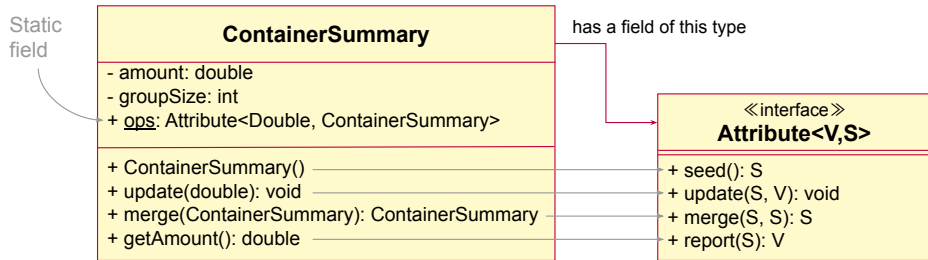 Static
field
ContainerSummary
- amount: double
- groupSize: int
+ ops: Attribute<Double, ContainerSummary>
+ ContainerSummary()
+ update(double): void
+ merge(ContainerSummary): ContainerSummary
+ getAmount(): double
has a field of this type
≪interface≫
Attribute<V,S>
+ seed(): S
+ update(S, V): void
+ merge(S, S): S
+ report(S): V